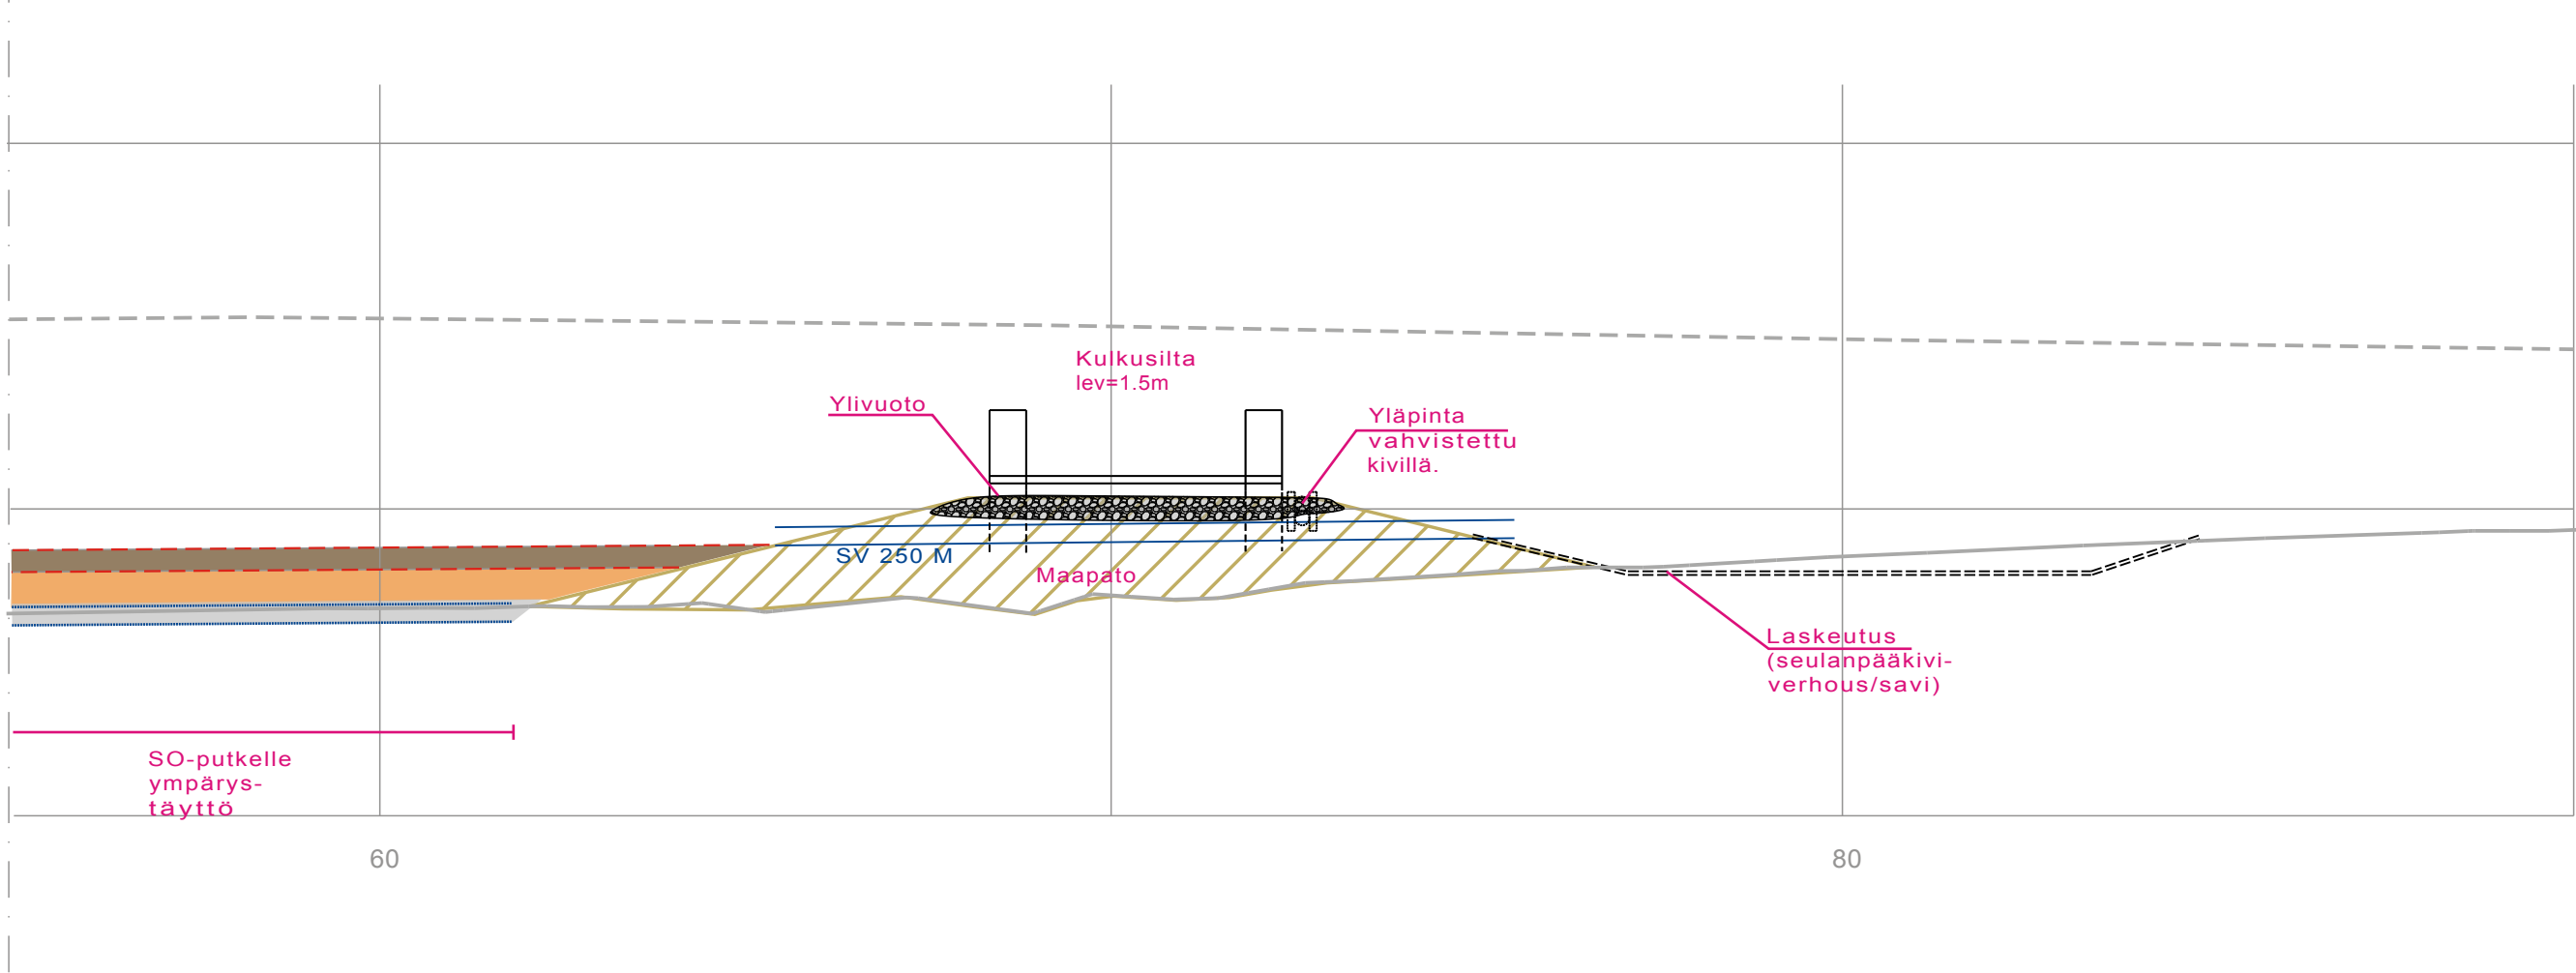 Kulkusilta
lev=1.5m
Ylivuoto
Yläpinta
vahvistettu
kivillä.
SV 250 M
Maapato
Laskeutus
(seulanpääkivi-
verhous/savi)
SO-putkelle
ympärys-
täyttö
60
80